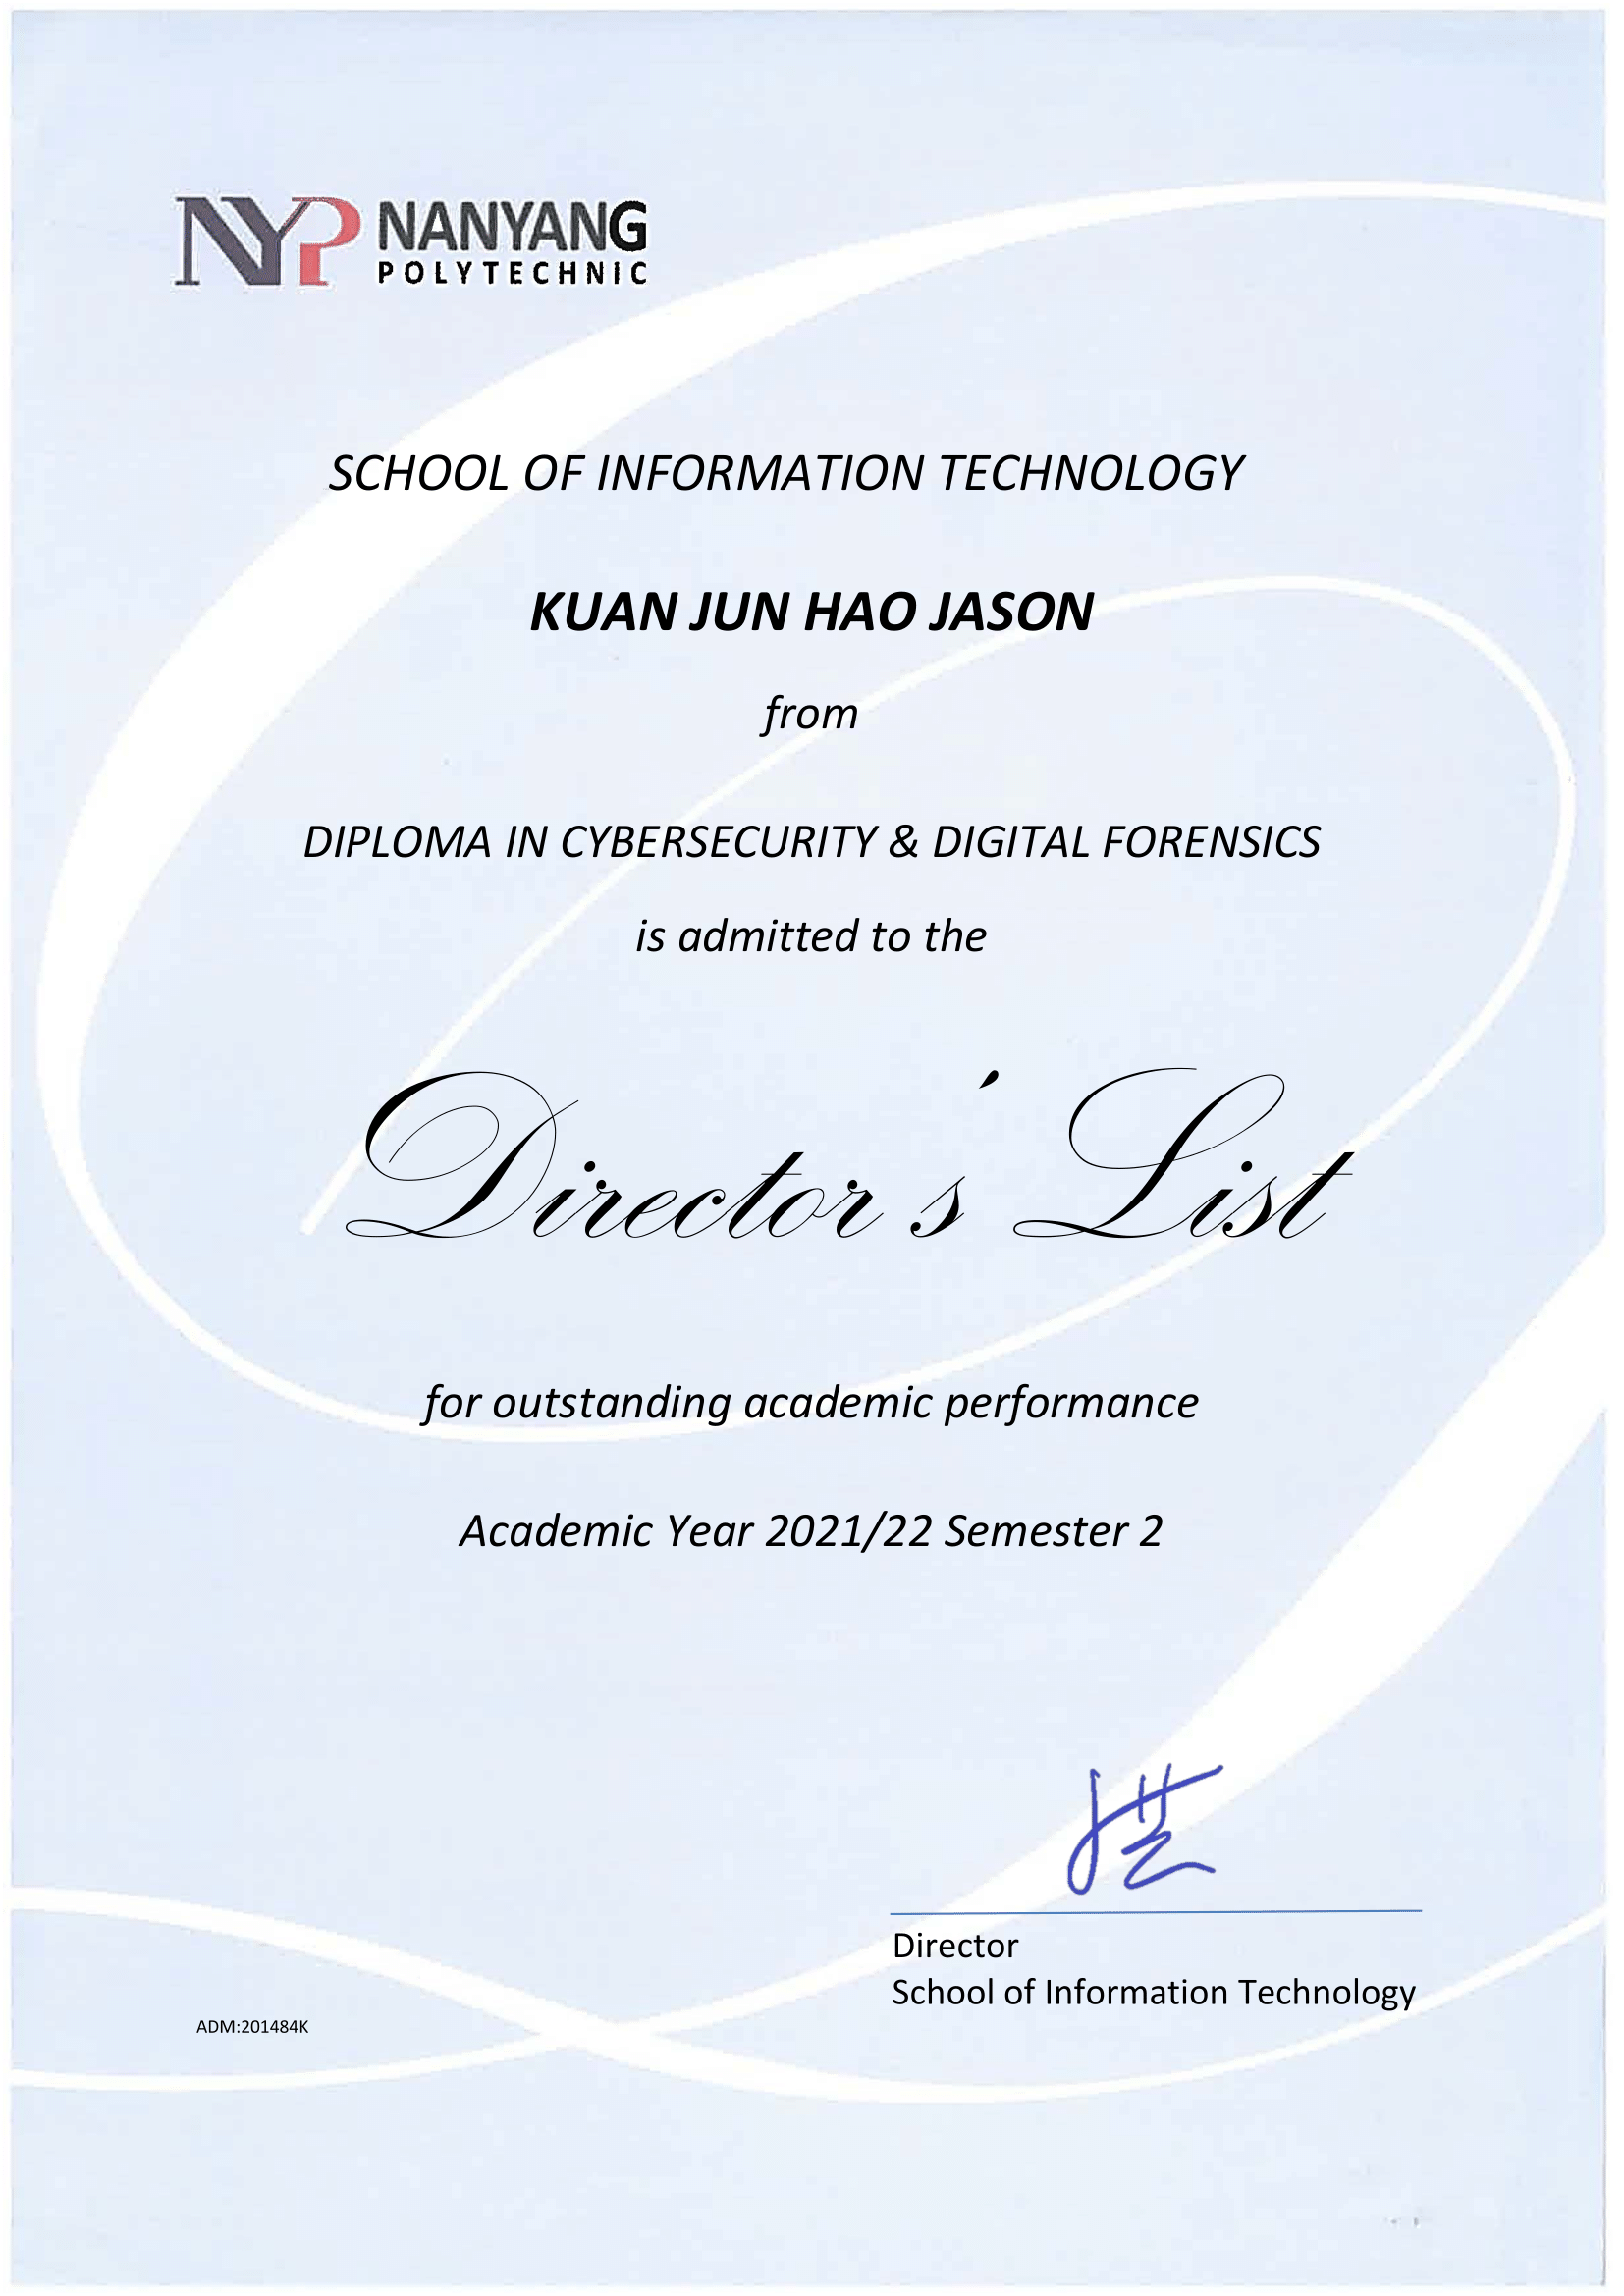 NYP NANYANG
POLYTECHNIC
SCHOOL OF INFORMATION TECHNOLOGY
KUAN JUN HAO JASON
from
DIPLOMA IN CYBERSECURITY & DIGITAL FORENSICS
is admitted to the
Director's List
for outstanding academic performance
Academic Year 2021/22 Semester 2
Director
School of Information Technology
ADM:201484K